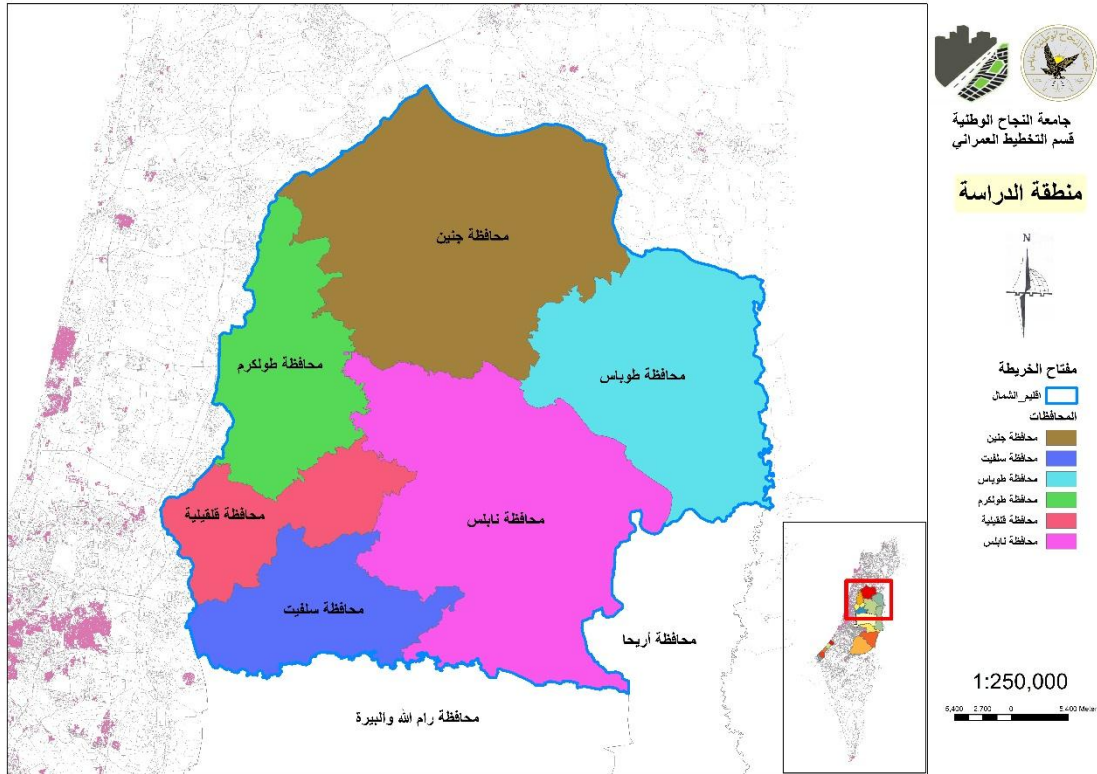 جامعة النجاح الوطنية
قسم التخطيط العمراني
منطقة الدراسة
N
مفتاح الخريطة
اقليم_الشمال
المحافظات
محافظة جنين
محافظة سلفيت
محافظة طوباس
محافظة طولكرم
محافظة قلقيلية
محافظة نابلس
1:250,000
5,400 2,700 0 5,400 Meter
محافظة جنين
محافظة طولكرم
محافظة طوباس
محافظة قلقيلية
محافظة نابلس
محافظة سلفيت
محافظة أريحا
محافظة رام الله والبيرة